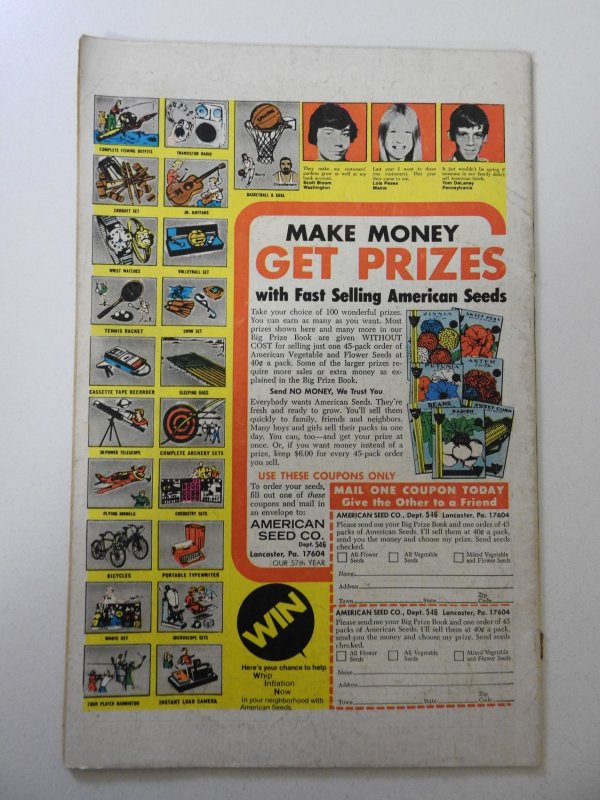 COMPLETE FISHING OUTFITS
TRANSISTOR RADIO
BASKETBALL & GOAL
Chamberlain
They make my customers'
gardens grow as well as my
bank account.
Scott Bloom
Washington
Last year I went to them
(my customers). This year
they came to me.
Lois Pease
Maine
It just wouldn't be spring if
someone in our family didn't
sell American Seeds.
Tom DeLaney
Pennsylvania
CROQUET SET
JR. GUITARS
WRIST WATCHES
VOLLEYBALL SET
TENNIS RACKET
SWIM SET
CASSETTE TAPE RECORDER
SLEEPING BAGS
30 POWER TELESCOPE
COMPLETE ARCHERY SETS
FLYING MODELS
CHEMISTRY SETS
BICYCLES
PORTABLE TYPEWRITER
MAGIC SET
MICROSCOPE SETS
FOUR PLAYER BADMINTON
INSTANT LOAD CAMERA
MAKE MONEY
GET PRIZES
with Fast Selling American Seeds
Take your choice of 100 wonderful prizes.
You can earn as many as you want. Most
prizes shown here and many more in our
Big Prize Book are given WITHOUT
COST for selling just one 45-pack order of
American Vegetable and Flower Seeds at
40¢ a pack. Some of the larger prizes re-
quire more sales or extra money as ex-
plained in the Big Prize Book.
Send NO MONEY, We Trust You
Everybody wants American Seeds. They're
fresh and ready to grow. You'll sell them
quickly to family, friends and neighbors.
Many boys and girls sell their packs in one
day. You can, too—and get your prize at
once. Or, if you want money instead of a
prize, keep $6.00 for every 45-pack order
you sell.
ZINNIA
SWEET PEAS
PETUNIA
ASTER
BEANS
RADISH
SWEET CORN
USE THESE COUPONS ONLY
To order your seeds,
fill out one of these
coupons and mail in
an envelope to:
AMERICAN
SEED CO.
Dept. 546
Lancaster, Pa. 17604
OUR 57th YEAR
MAIL ONE COUPON TODAY
Give the Other to a Friend
AMERICAN SEED CO., Dept. 546 Lancaster, Pa. 17604
Please send me your Big Prize Book and one order of 45
packs of American Seeds. I'll sell them at 40¢ a pack,
send you the money and choose my prize. Send seeds
checked.
All Flower Seeds
All Vegetable Seeds
Mixed Vegetable and Flower Seeds
Name
Address
Town State Zip Code
AMERICAN SEED CO., Dept. 546 Lancaster, Pa. 17604
Please send me your Big Prize Book and one order of 45
packs of American Seeds. I'll sell them at 40¢ a pack,
send you the money and choose my prize. Send seeds
checked.
All Flower Seeds
All Vegetable Seeds
Mixed Vegetable and Flower Seeds
Name
Address
Town State Zip Code
WIN
Here's your chance to help
Whip
Inflation
Now
in your neighborhood with
American Seeds.